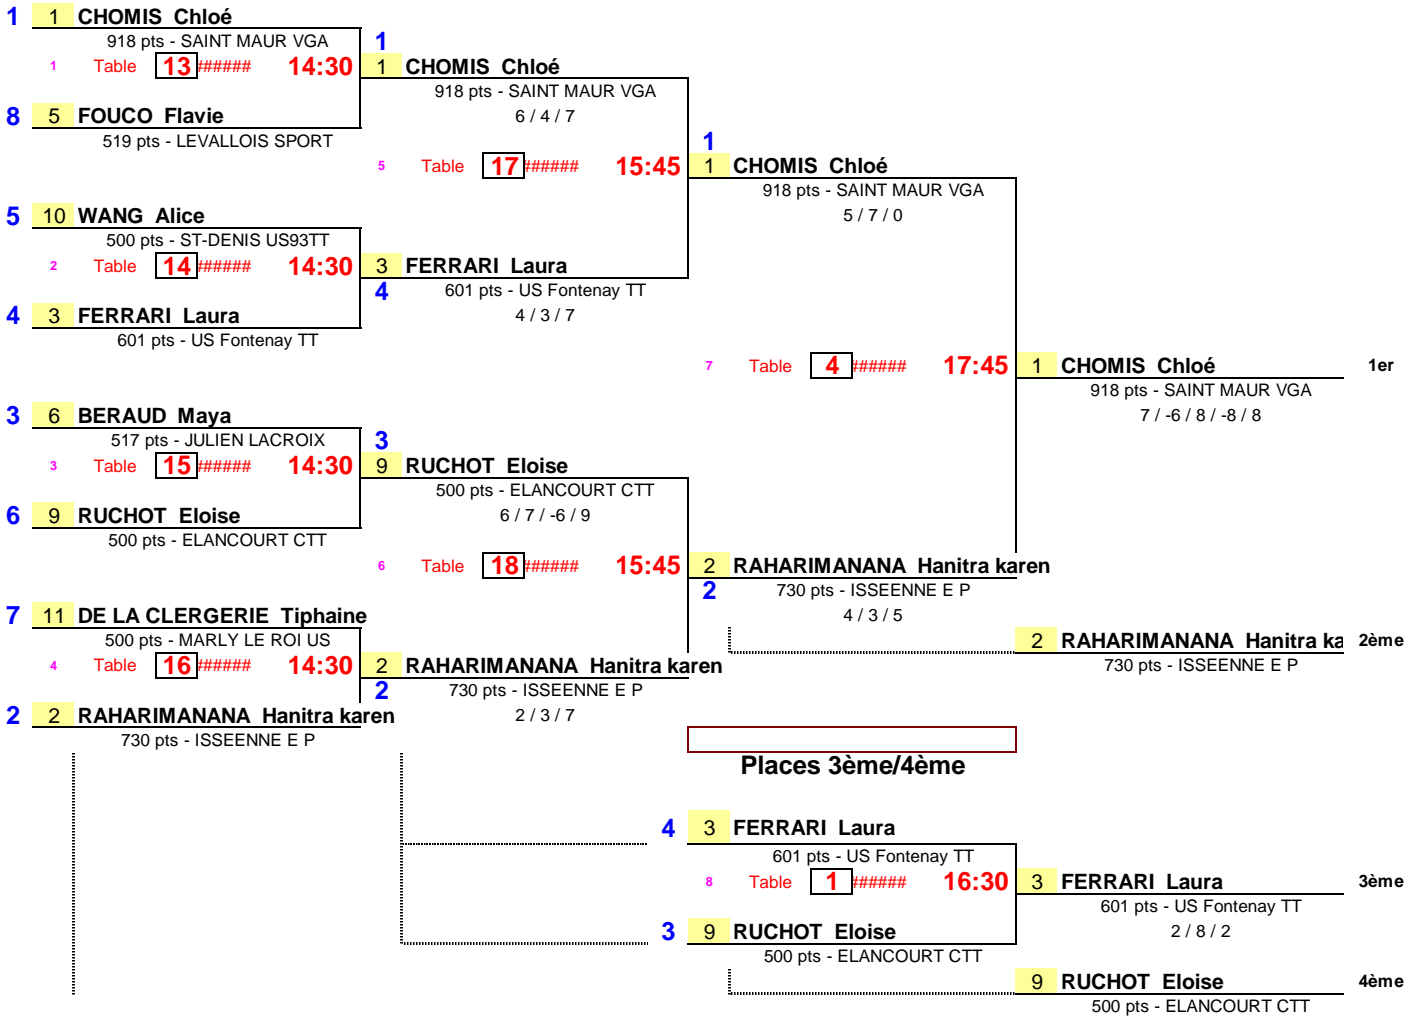 1 1 CHOMIS Chloé
918 pts - SAINT MAUR VGA
1
1 Table 13 ###### 14:30 1 CHOMIS Chloé
918 pts - SAINT MAUR VGA
8 5 FOUCO Flavie
6 / 4 / 7
519 pts - LEVALLOIS SPORT
1
5 Table 17 ###### 15:45 1 CHOMIS Chloé
918 pts - SAINT MAUR VGA
5 10 WANG Alice
5 / 7 / 0
500 pts - ST-DENIS US93TT
2 Table 14 ###### 14:30 3 FERRARI Laura
4
601 pts - US Fontenay TT
4 3 FERRARI Laura
4 / 3 / 7
601 pts - US Fontenay TT
7 Table 4 ###### 17:45 1 CHOMIS Chloé 1er
918 pts - SAINT MAUR VGA
3 6 BERAUD Maya
7 / -6 / 8 / -8 / 8
517 pts - JULIEN LACROIX
3
3 Table 15 ###### 14:30 9 RUCHOT Eloise
500 pts - ELANCOURT CTT
6 9 RUCHOT Eloise
6 / 7 / -6 / 9
500 pts - ELANCOURT CTT
6 Table 18 ###### 15:45 2 RAHARIMANANA Hanitra karen
2
730 pts - ISSEENNE E P
7 11 DE LA CLERGERIE Tiphaine
4 / 3 / 5
500 pts - MARLY LE ROI US
2 RAHARIMANANA Hanitra ka 2ème
4 Table 16 ###### 14:30 2 RAHARIMANANA Hanitra karen
730 pts - ISSEENNE E P
2
730 pts - ISSEENNE E P
2 2 RAHARIMANANA Hanitra karen
2 / 3 / 7
730 pts - ISSEENNE E P
Places 3ème/4ème
4 3 FERRARI Laura
601 pts - US Fontenay TT
8 Table 1 ###### 16:30 3 FERRARI Laura 3ème
601 pts - US Fontenay TT
3 9 RUCHOT Eloise
2 / 8 / 2
500 pts - ELANCOURT CTT
9 RUCHOT Eloise 4ème
500 pts - ELANCOURT CTT